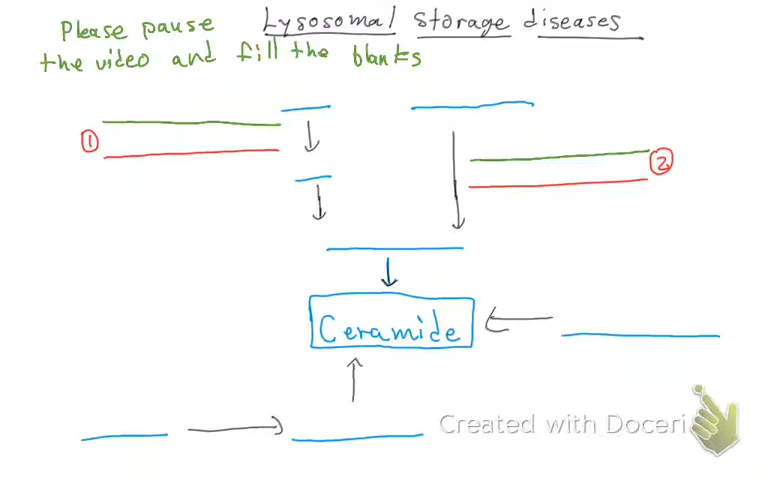 Lysosomal storage diseases
Please pause
the video and fill the blanks
1
2
Ceramide
Created with Doceri